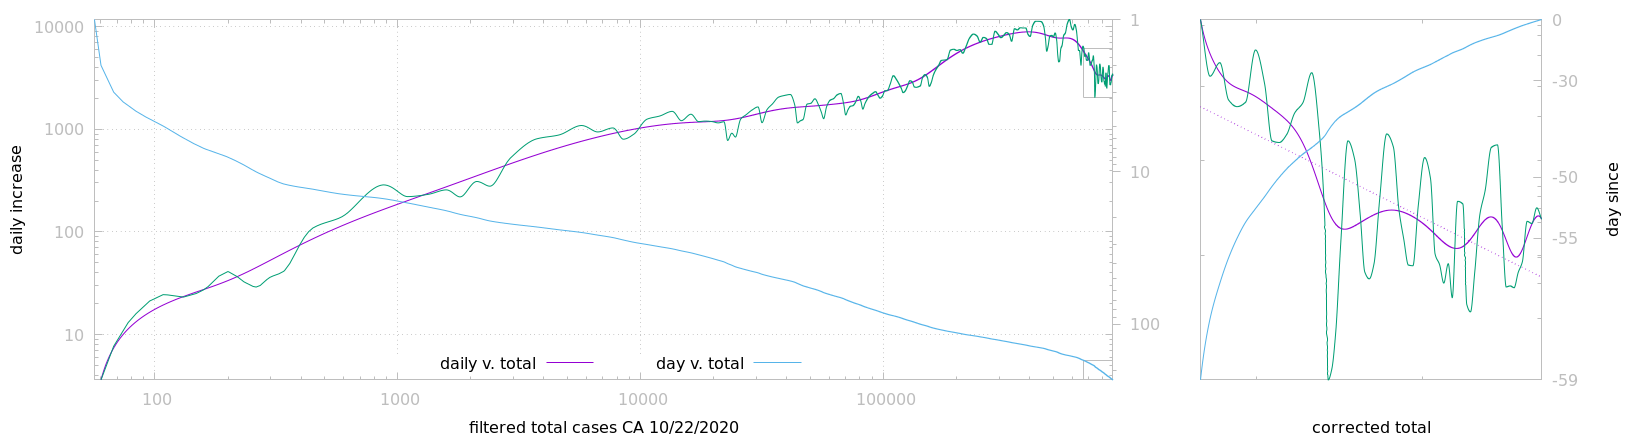 10000
1000
100
10
daily increase
100
1000
10000
100000
filtered total cases CA 10/22/2020
daily v. total
day v. total
1
10
100
0
-30
-50
-55
-59
day since
corrected total